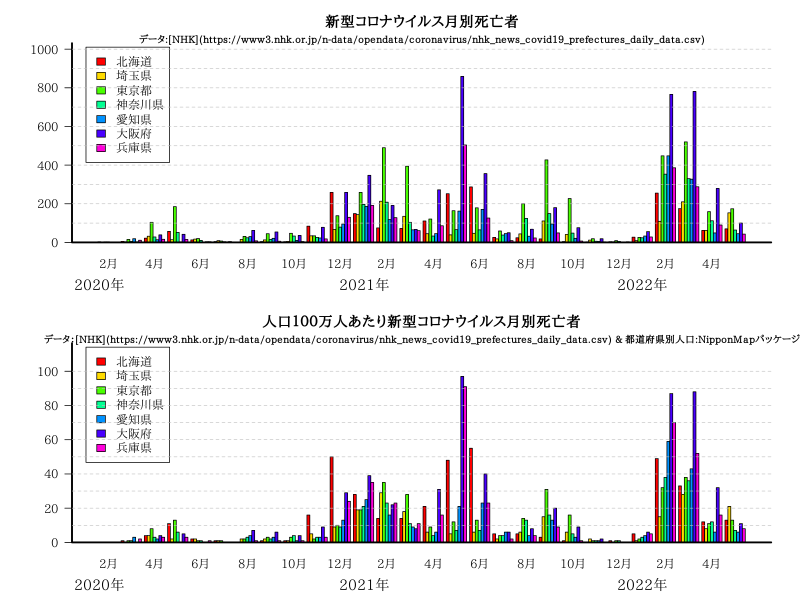 新型コロナウイルス月別死亡者
データ:[NHK](https://www3.nhk.or.jp/n-data/opendata/coronavirus/nhk_news_covid19_prefectures_daily_data.csv)
1000
800
600
400
200
0
北海道
埼玉県
東京都
神奈川県
愛知県
大阪府
兵庫県
2月 4月 6月 8月 10月 12月 2月 4月 6月 8月 10月 12月 2月 4月
2020年 2021年 2022年
人口100万人あたり新型コロナウイルス月別死亡者
データ:[NHK](https://www3.nhk.or.jp/n-data/opendata/coronavirus/nhk_news_covid19_prefectures_daily_data.csv) & 都道府県別人口:NipponMapパッケージ
100
80
60
40
20
0
北海道
埼玉県
東京都
神奈川県
愛知県
大阪府
兵庫県
2月 4月 6月 8月 10月 12月 2月 4月 6月 8月 10月 12月 2月 4月
2020年 2021年 2022年